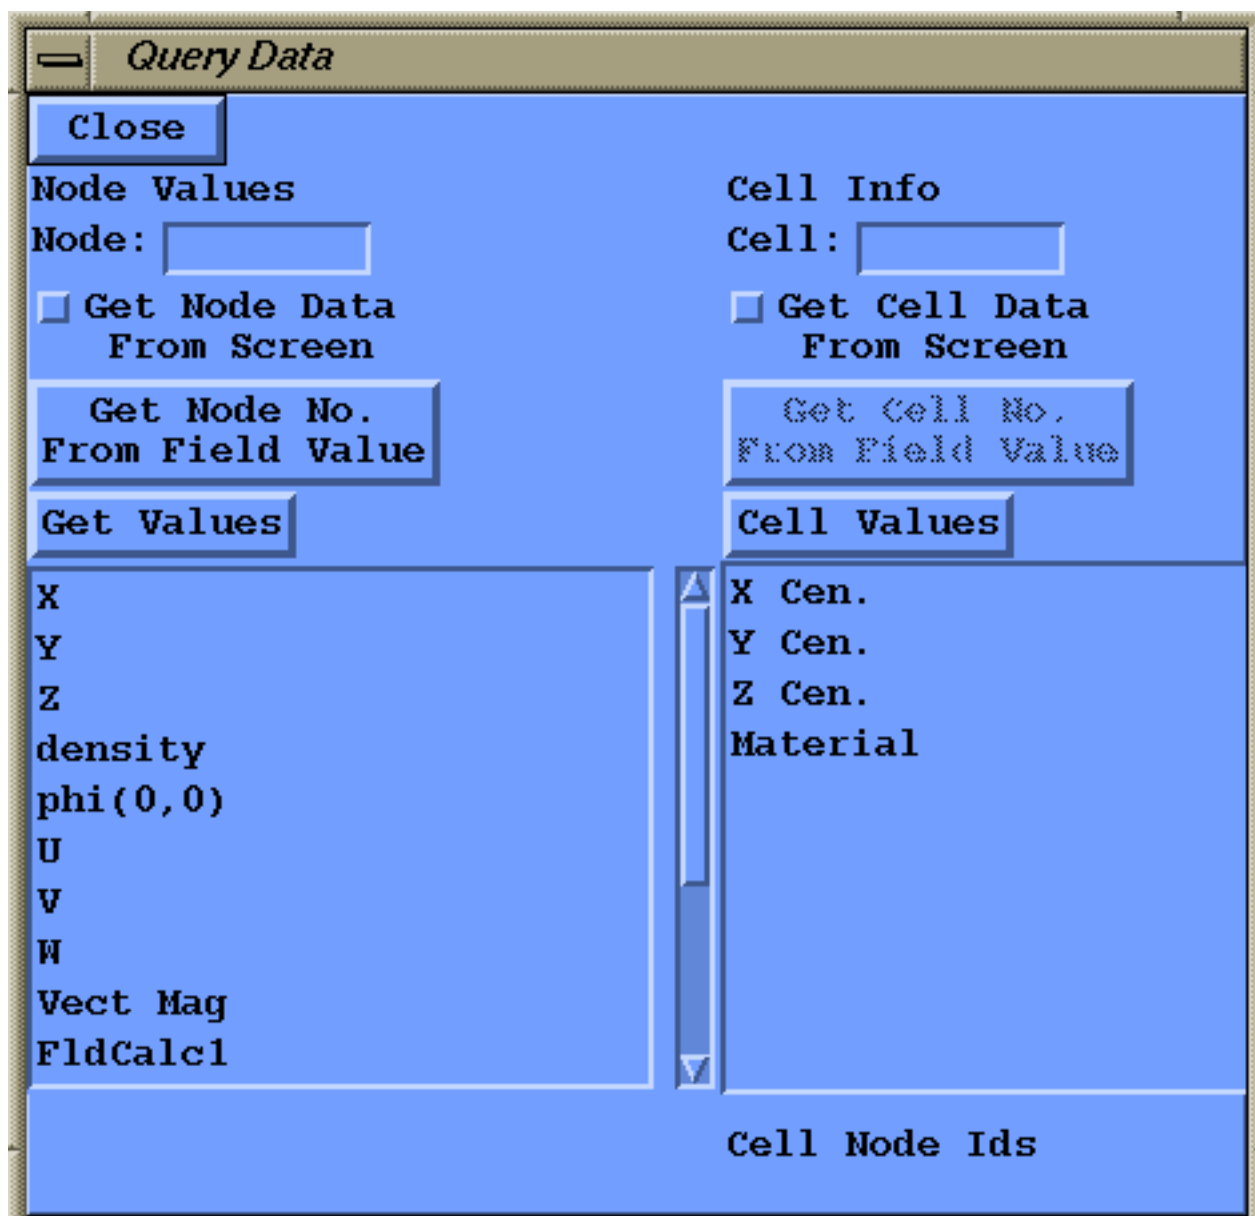 Query Data
Close
Node Values
Node:
Get Node Data
From Screen
Get Node No.
From Field Value
Get Values
X
Y
Z
density
phi(0,0)
U
V
W
Vect Mag
FldCalc1
Cell Info
Cell:
Get Cell Data
From Screen
Get Cell No.
From Field Value
Cell Values
X Cen.
Y Cen.
Z Cen.
Material
Cell Node Ids